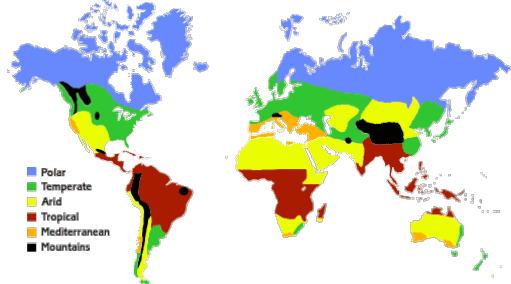 Polar
Temperate
Arid
Tropical
Mediterranean
Mountains